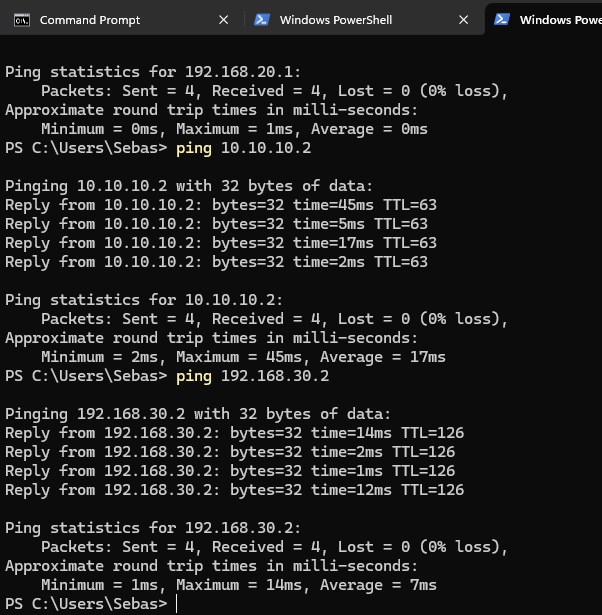 Command Prompt
Windows PowerShell
Windows Powe
Ping statistics for 192.168.20.1:
    Packets: Sent = 4, Received = 4, Lost = 0 (0% loss),
Approximate round trip times in milli-seconds:
    Minimum = 0ms, Maximum = 1ms, Average = 0ms
PS C:\Users\Sebas> ping 10.10.10.2
Pinging 10.10.10.2 with 32 bytes of data:
Reply from 10.10.10.2: bytes=32 time=45ms TTL=63
Reply from 10.10.10.2: bytes=32 time=5ms TTL=63
Reply from 10.10.10.2: bytes=32 time=17ms TTL=63
Reply from 10.10.10.2: bytes=32 time=2ms TTL=63
Ping statistics for 10.10.10.2:
    Packets: Sent = 4, Received = 4, Lost = 0 (0% loss),
Approximate round trip times in milli-seconds:
    Minimum = 2ms, Maximum = 45ms, Average = 17ms
PS C:\Users\Sebas> ping 192.168.30.2
Pinging 192.168.30.2 with 32 bytes of data:
Reply from 192.168.30.2: bytes=32 time=14ms TTL=126
Reply from 192.168.30.2: bytes=32 time=2ms TTL=126
Reply from 192.168.30.2: bytes=32 time=1ms TTL=126
Reply from 192.168.30.2: bytes=32 time=12ms TTL=126
Ping statistics for 192.168.30.2:
    Packets: Sent = 4, Received = 4, Lost = 0 (0% loss),
Approximate round trip times in milli-seconds:
    Minimum = 1ms, Maximum = 14ms, Average = 7ms
PS C:\Users\Sebas>